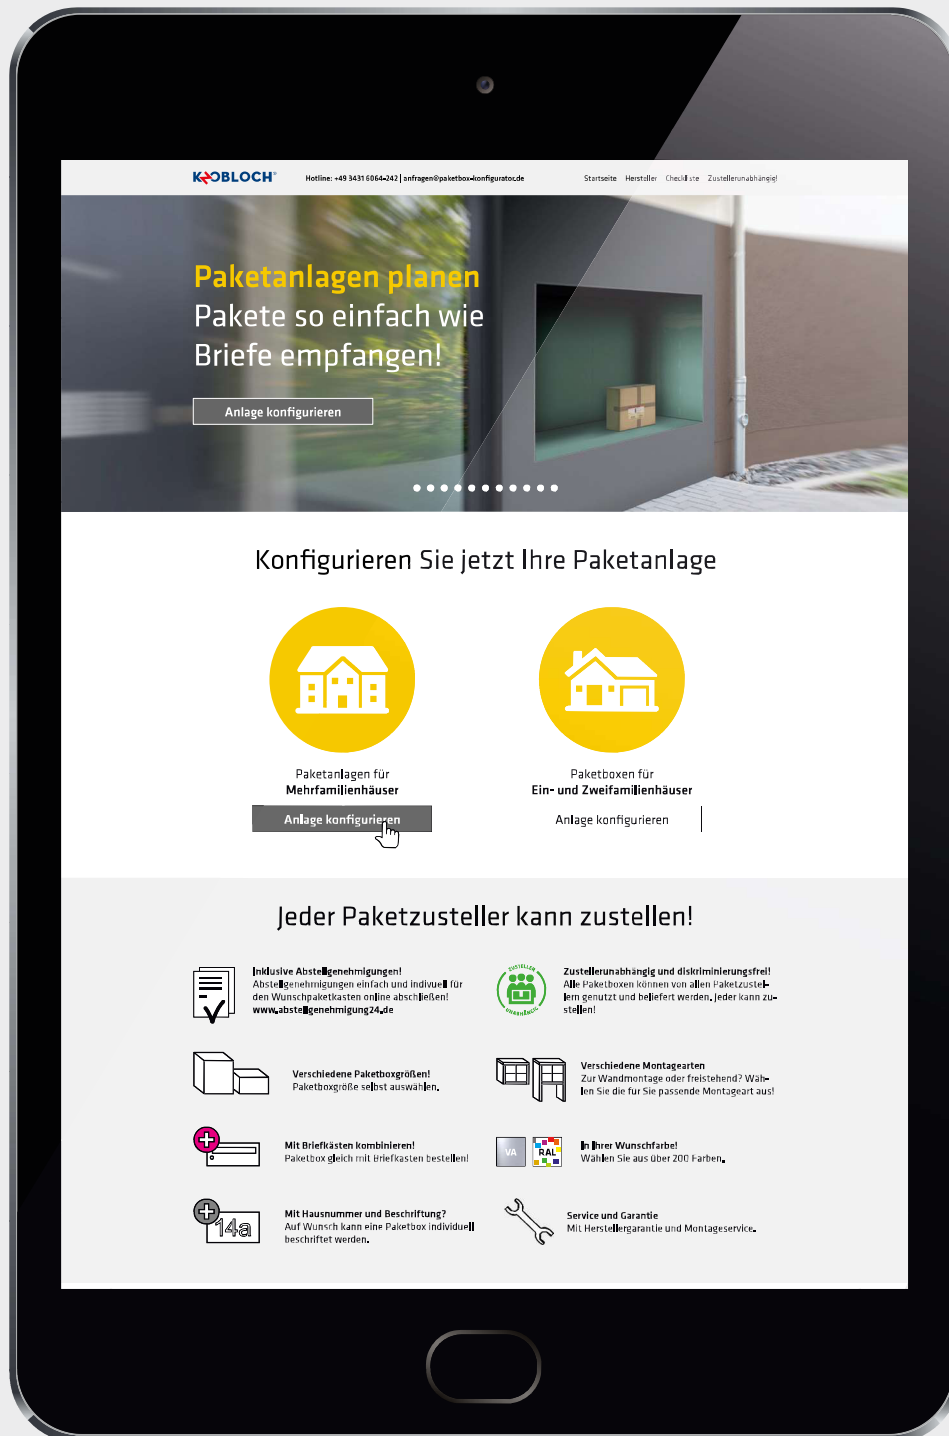 KNOBLOCH
Hotline: +49 3431 6064-242 | anfragen@paketbox-konfigurator.de
Startseite Hersteller Checkliste Zustellerunabhängig!
Paketanlagen planen
Pakete so einfach wie
Briefe empfangen!
Anlage konfigurieren
Konfigurieren Sie jetzt Ihre Paketanlage
Paketanlagen für
Mehrfamilienhäuser
Anlage konfigurieren
Paketboxen für
Ein- und Zweifamilienhäuser
Anlage konfigurieren
Jeder Paketzusteller kann zustellen!
Inklusive Abstellgenehmigungen!
Abstellgenehmigungen einfach und indivuell für
den Wunschpaketkasten online abschließen!
www.abstellgenehmigung24.de
ZUSTELLER
UNABHÄNGIG
Zustellerunabhängig und diskriminierungsfrei!
Alle Paketboxen können von allen Paketzustel-
lern genutzt und beliefert werden. Jeder kann zu-
stellen!
Verschiedene Paketboxgrößen!
Paketboxgröße selbst auswählen.
Verschiedene Montagearten
Zur Wandmontage oder freistehend? Wäh-
len Sie die für Sie passende Montageart aus!
Mit Briefkästen kombinieren!
Paketbox gleich mit Briefkasten bestellen!
VA
RAL
In Ihrer Wunschfarbe!
Wählen Sie aus über 200 Farben.
14a
Mit Hausnummer und Beschriftung?
Auf Wunsch kann eine Paketbox individuell
beschriftet werden.
Service und Garantie
Mit Herstellergarantie und Montageservice.